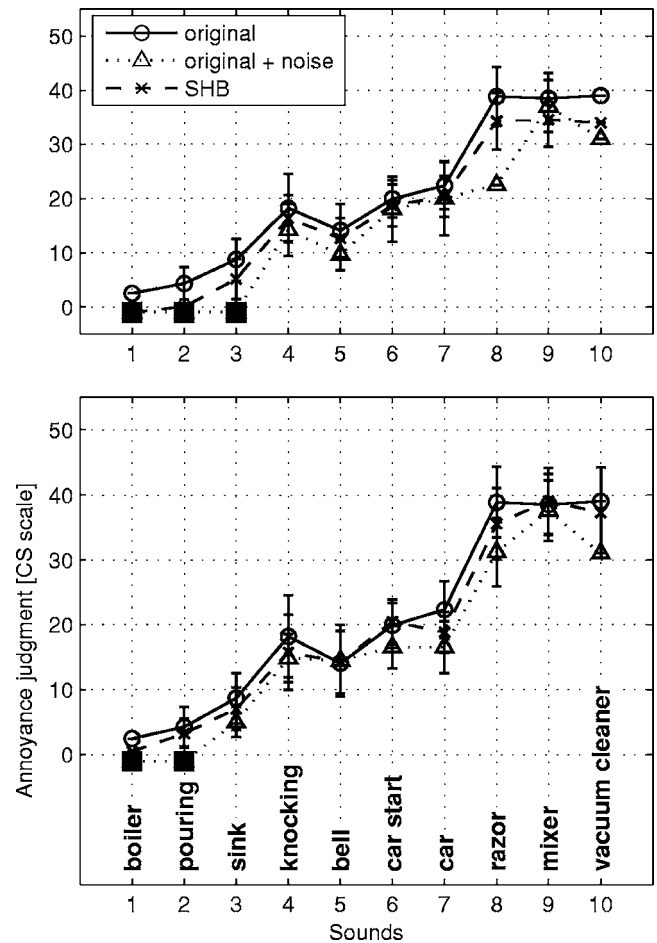 original
original + noise
SHB
50
40
30
20
10
0
1 2 3 4 5 6 7 8 9 10
50
40
30
20
10
0
Annoyance judgment [CS scale]
boiler
pouring
sink
knocking
bell
car start
car
razor
mixer
vacuum cleaner
1 2 3 4 5 6 7 8 9 10
Sounds